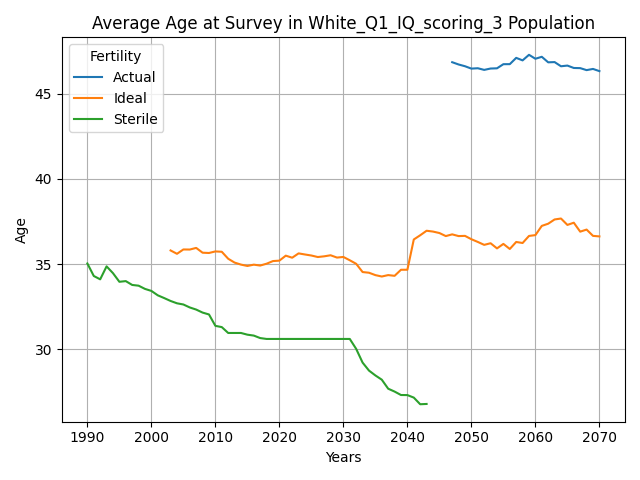 Average Age at Survey in White_Q1_IQ_scoring_3 Population
Fertility
Actual
Ideal
Sterile
Age
45
40
35
30
1990 2000 2010 2020 2030 2040 2050 2060 2070
Years